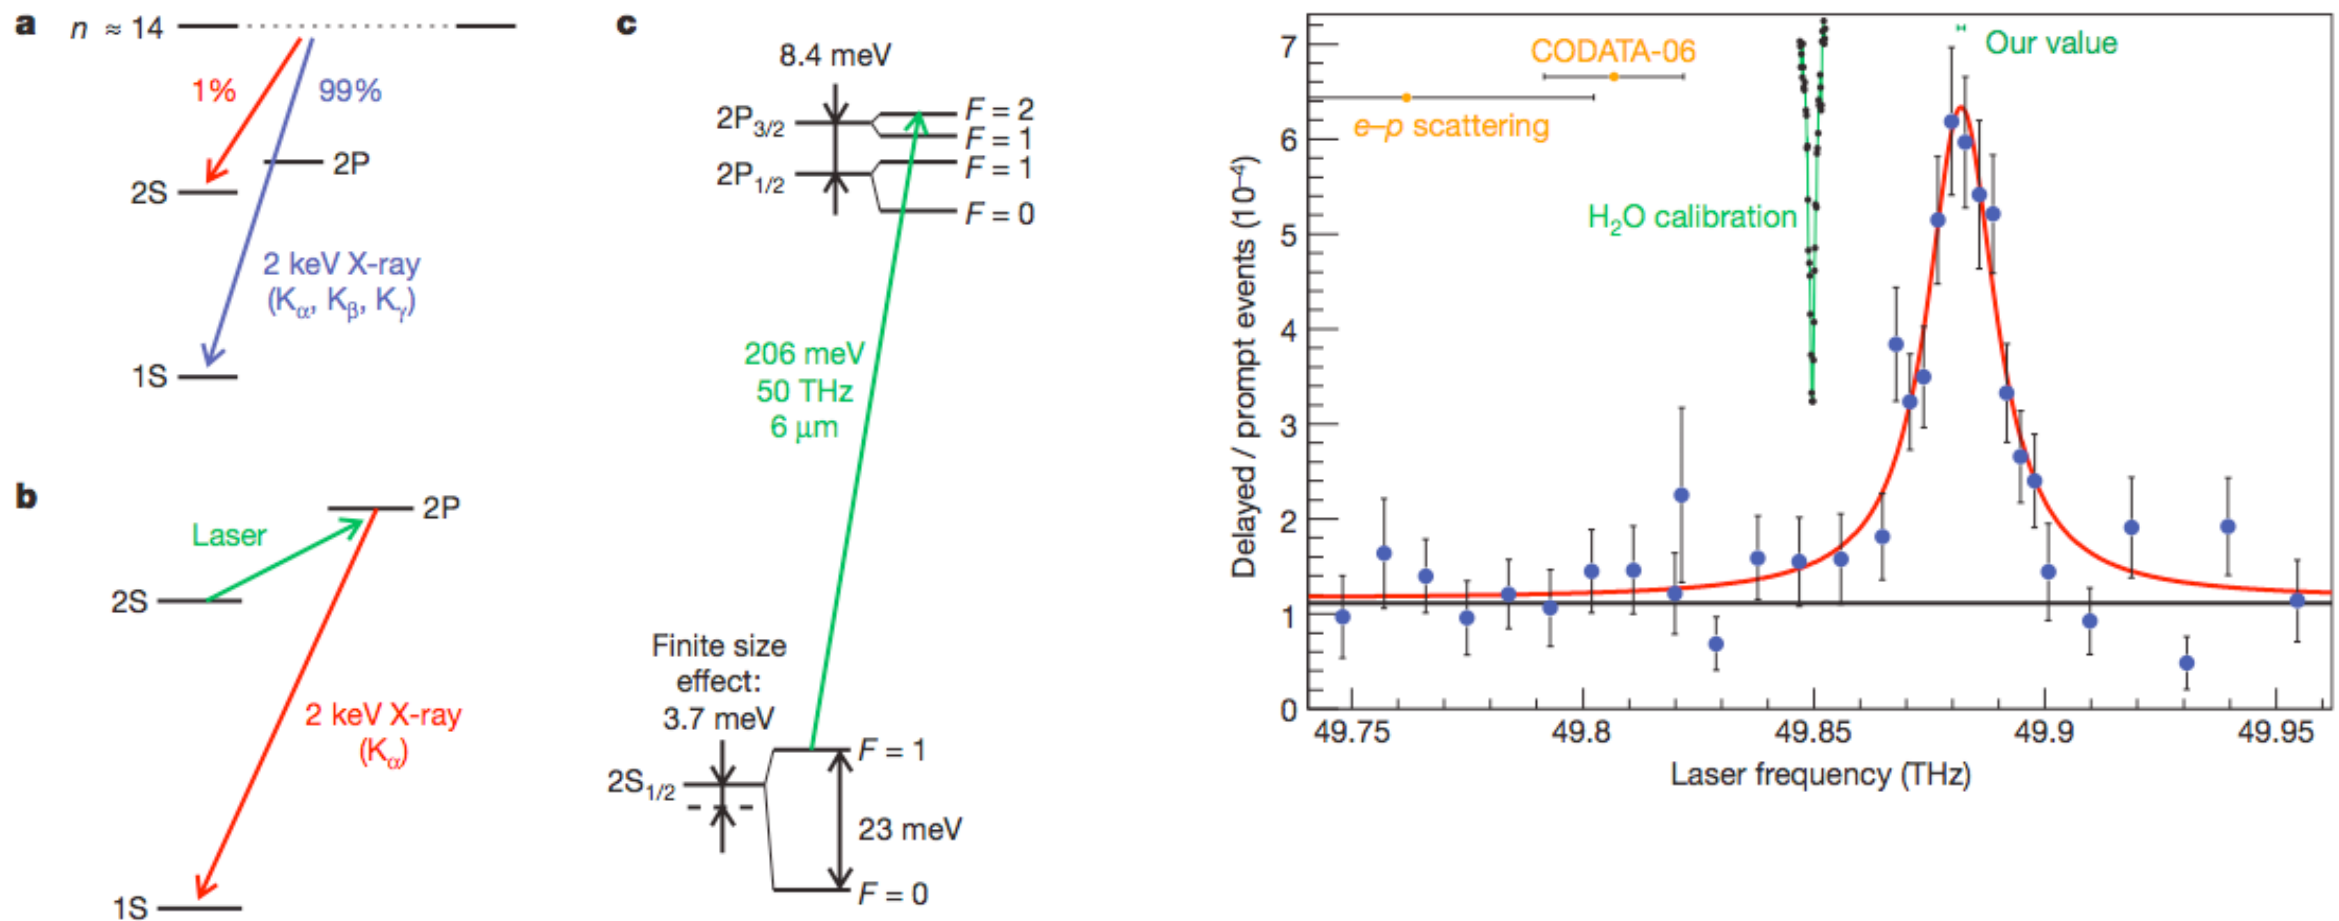 a
n ≈ 14
1%
99%
2P
2S
2 keV X-ray
(Kα, Kβ, Kγ)
1S
b
2P
Laser
2S
2 keV X-ray
(Kα)
1S
c
8.4 meV
2P3/2
F = 2
F = 1
2P1/2
F = 1
F = 0
206 meV
50 THz
6 μm
Finite size
effect:
3.7 meV
2S1/2
F = 1
23 meV
F = 0
Delayed / prompt events (10–4)
7
6
5
4
3
2
1
0
CODATA-06
Our value
e–p scattering
H2O calibration
49.75
49.8
49.85
49.9
49.95
Laser frequency (THz)